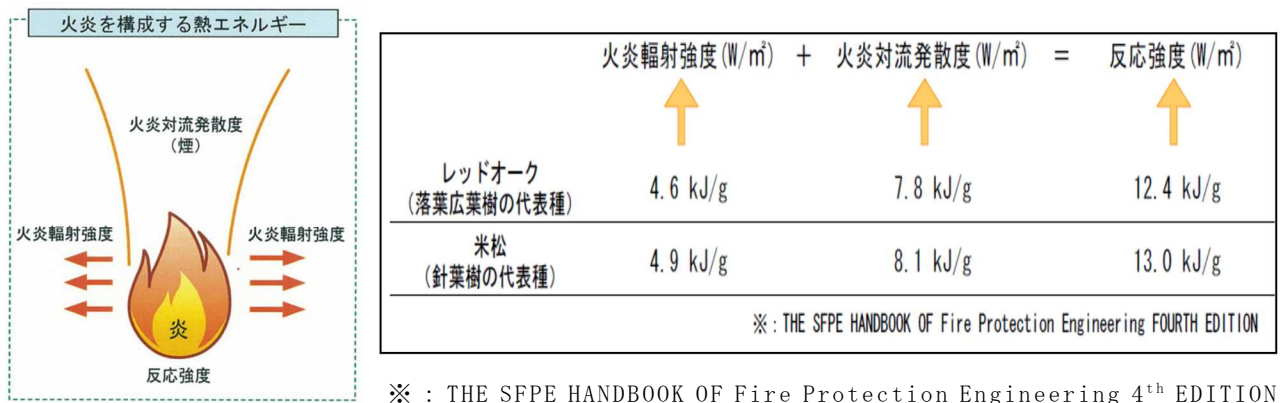 火炎を構成する熱エネルギー
火炎対流発散度
(煙)
火炎輻射強度
火炎輻射強度
炎
反応強度
火炎輻射強度(W/㎡) + 火炎対流発散度(W/㎡) = 反応強度(W/㎡)
レッドオーク
(落葉広葉樹の代表種)
4.6 kJ/g 7.8 kJ/g 12.4 kJ/g
米松
(針葉樹の代表種)
4.9 kJ/g 8.1 kJ/g 13.0 kJ/g
※:THE SFPE HANDBOOK OF Fire Protection Engineering FOURTH EDITION
※ : THE SFPE HANDBOOK OF Fire Protection Engineering 4th EDITION